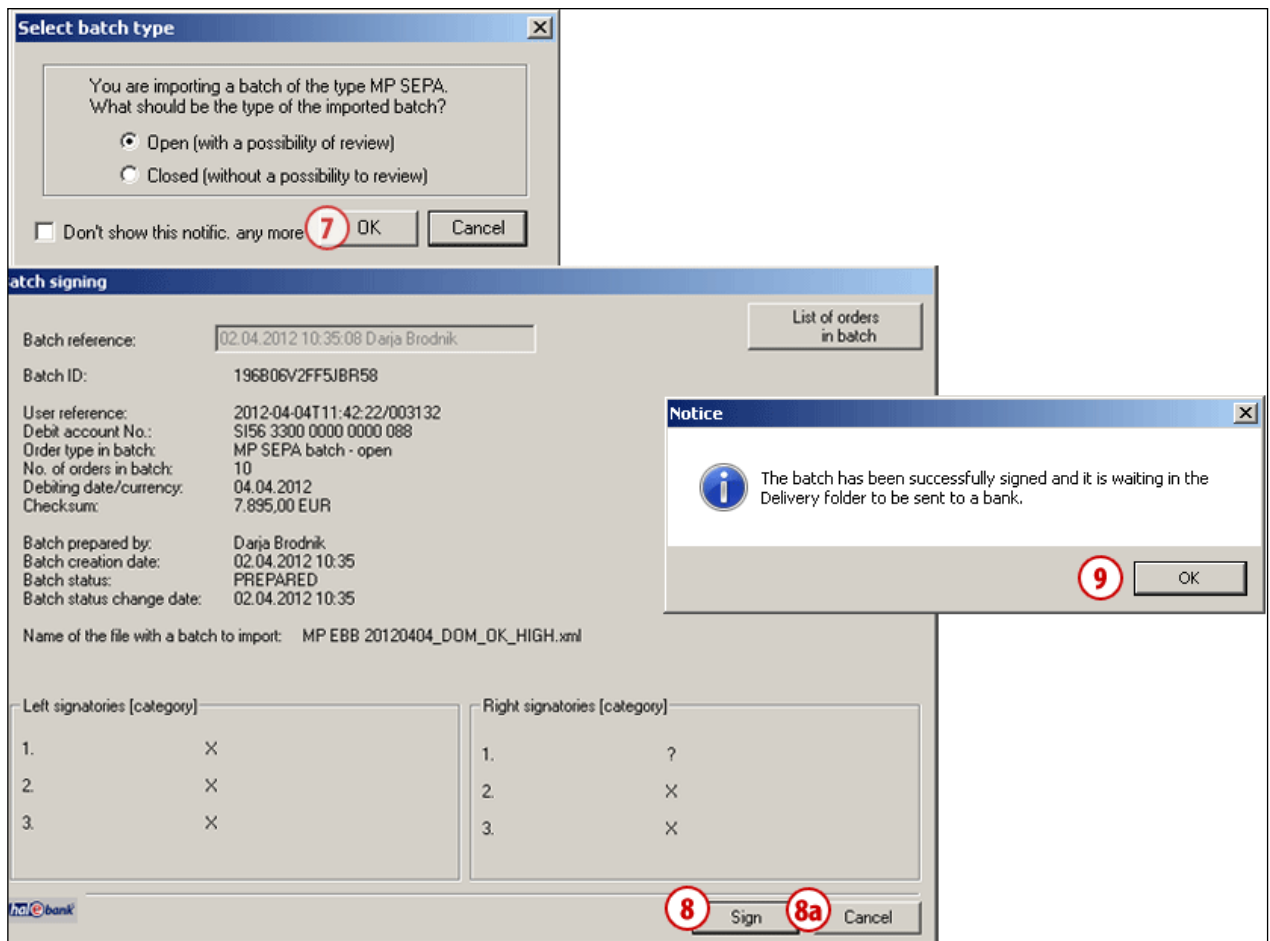 Select batch type
You are importing a batch of the type MP SEPA.
What should be the type of the imported batch?
Open (with a possibility of review)
Closed (without a possibility to review)
Don't show this notific. any more 7 OK Cancel
atch signing
List of orders
in batch
Batch reference: 02.04.2012 10:35:08 Darja Brodnik
Batch ID: 196B06V2FF5JBR58
User reference: 2012-04-04T11:42:22/003132
Debit account No.: SI56 3300 0000 0000 088
Order type in batch: MP SEPA batch - open
No. of orders in batch: 10
Debiting date/currency: 04.04.2012
Checksum: 7.895,00 EUR
Batch prepared by: Darja Brodnik
Batch creation date: 02.04.2012 10:35
Batch status: PREPARED
Batch status change date: 02.04.2012 10:35
Name of the file with a batch to import: MP EBB 20120404_DOM_OK_HIGH.xml
Notice
The batch has been successfully signed and it is waiting in the
Delivery folder to be sent to a bank.
9 OK
Left signatories [category]
1. X
2. X
3. X
Right signatories [category]
1. ?
2. X
3. X
hal@bank
8 Sign 8a Cancel